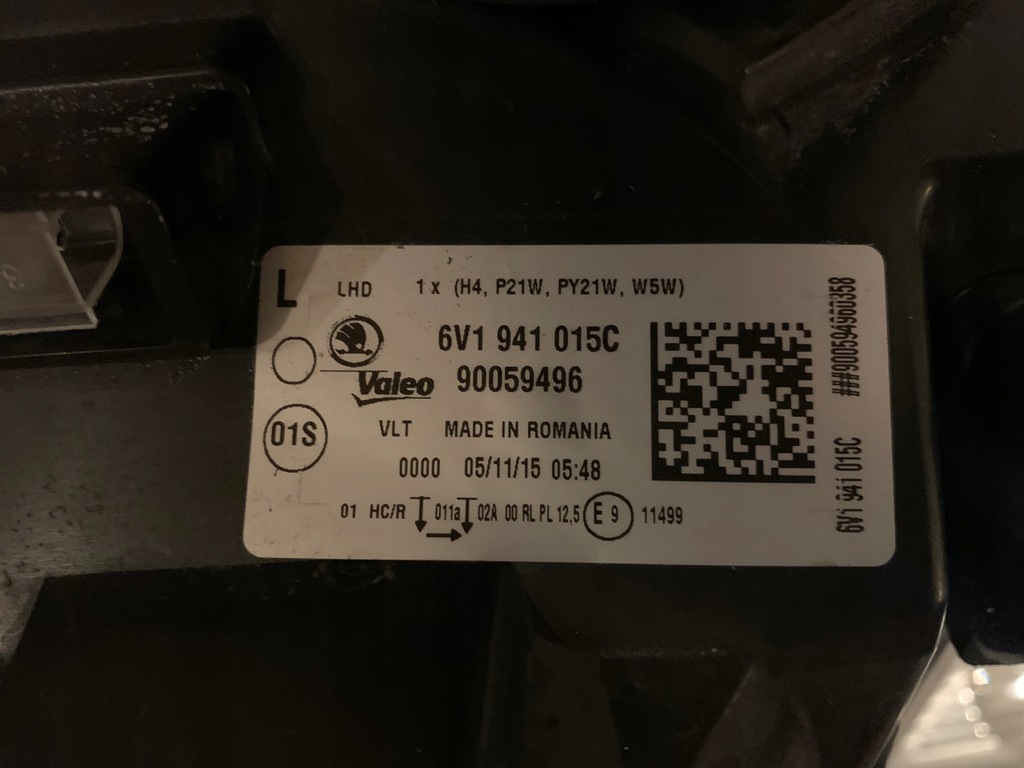 L LHD 1 x (H4, P21W, PY21W, W5W)
6V1 941 015C
Valeo 90059496
01S
VLT MADE IN ROMANIA
0000 05/11/15 05:48
01 HC/R 011a 02A 00 RL PL 12,5 E 9 11499
6V1 941 015C ###900594960358